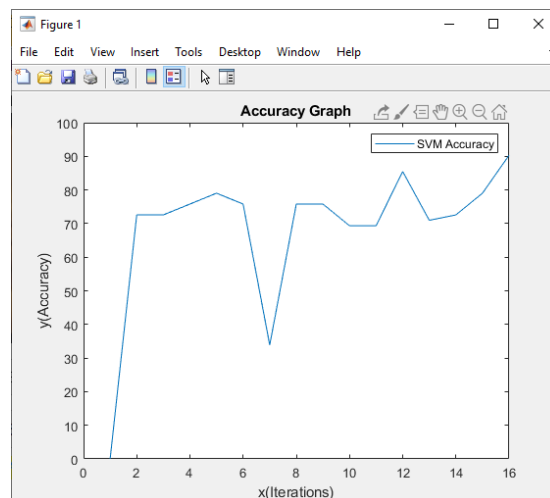 Figure 1
File Edit View Insert Tools Desktop Window Help
Accuracy Graph
SVM Accuracy
100
90
80
70
60
50
40
30
20
10
0
y(Accuracy)
0 2 4 6 8 10 12 14 16
x(Iterations)